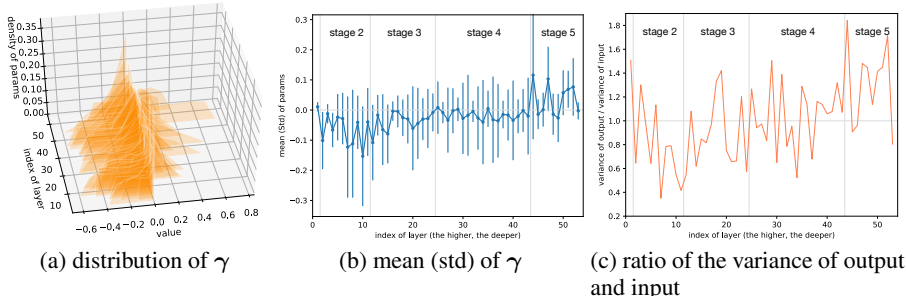 density of params
0.35
0.30
0.25
0.20
0.15
0.10
0.05
0.00
50
40
30
20
10
index of layer
-0.6
-0.4
-0.2
0.0
0.2
0.4
0.6
0.8
value
(a) distribution of γ
mean (Std) of params
0.3
0.2
0.1
0.0
−0.1
−0.2
−0.3
stage 2
stage 3
stage 4
stage 5
0
10
20
30
40
50
index of layer (the higher, the deeper)
(b) mean (std) of γ
variance of output / variance of input
1.8
1.6
1.4
1.2
1.0
0.8
0.6
0.4
0.2
stage 2
stage 3
stage 4
stage 5
0
10
20
30
40
50
index of layer (the higher, the deeper)
(c) ratio of the variance of output
and input